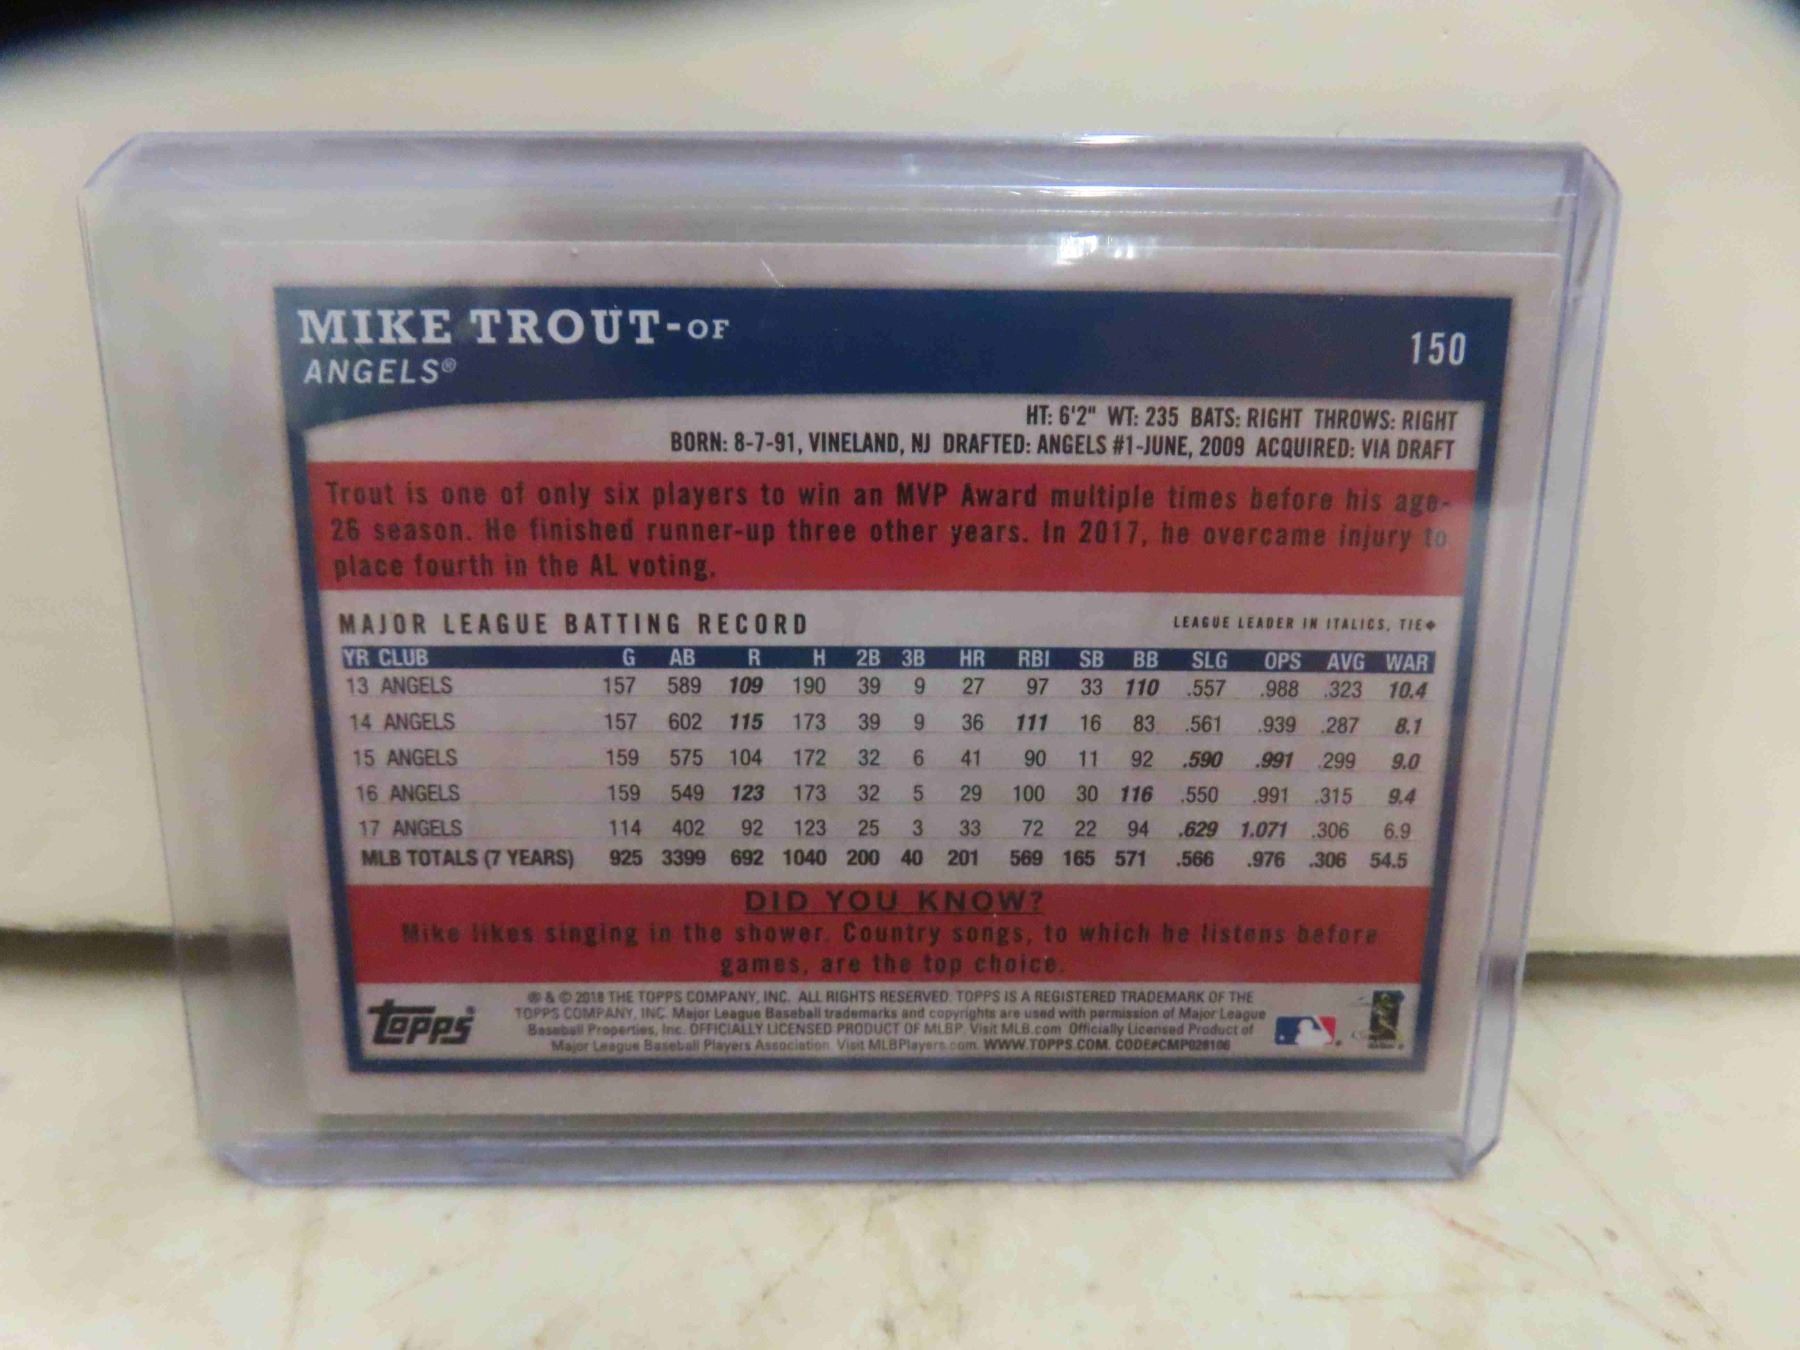 MIKE TROUT-OF
ANGELS®
150
HT: 6'2" WT: 235 BATS: RIGHT THROWS: RIGHT
BORN: 8-7-91, VINELAND, NJ DRAFTED: ANGELS #1-JUNE, 2009 ACQUIRED: VIA DRAFT
Trout is one of only six players to win an MVP Award multiple times before his age-
26 season. He finished runner-up three other years. In 2017, he overcame injury to
place fourth in the AL voting.
MAJOR LEAGUE BATTING RECORD LEAGUE LEADER IN ITALICS, TIE◆
YR CLUB G AB R H 2B 3B HR RBI SB BB SLG OPS AVG WAR
13 ANGELS 157 589 109 190 39 9 27 97 33 110 .557 .988 .323 10.4
14 ANGELS 157 602 115 173 39 9 36 111 16 83 .561 .939 .287 8.1
15 ANGELS 159 575 104 172 32 6 41 90 11 92 .590 .991 .299 9.0
16 ANGELS 159 549 123 173 32 5 29 100 30 116 .550 .991 .315 9.4
17 ANGELS 114 402 92 123 25 3 33 72 22 94 .629 1.071 .306 6.9
MLB TOTALS (7 YEARS) 925 3399 692 1040 200 40 201 569 165 571 .566 .976 .306 54.5
DID YOU KNOW?
Mike likes singing in the shower. Country songs, to which he listens before
games, are the top choice.
topps®
® & © 2018 THE TOPPS COMPANY, INC. ALL RIGHTS RESERVED. TOPPS IS A REGISTERED TRADEMARK OF THE
TOPPS COMPANY, INC. Major League Baseball trademarks and copyrights are used with permission of Major League
Baseball Properties, Inc. OFFICIALLY LICENSED PRODUCT OF MLBP. Visit MLB.com Officially Licensed Product of
Major League Baseball Players Association. Visit MLBPlayers.com. WWW.TOPPS.COM. CODE#CMP028106